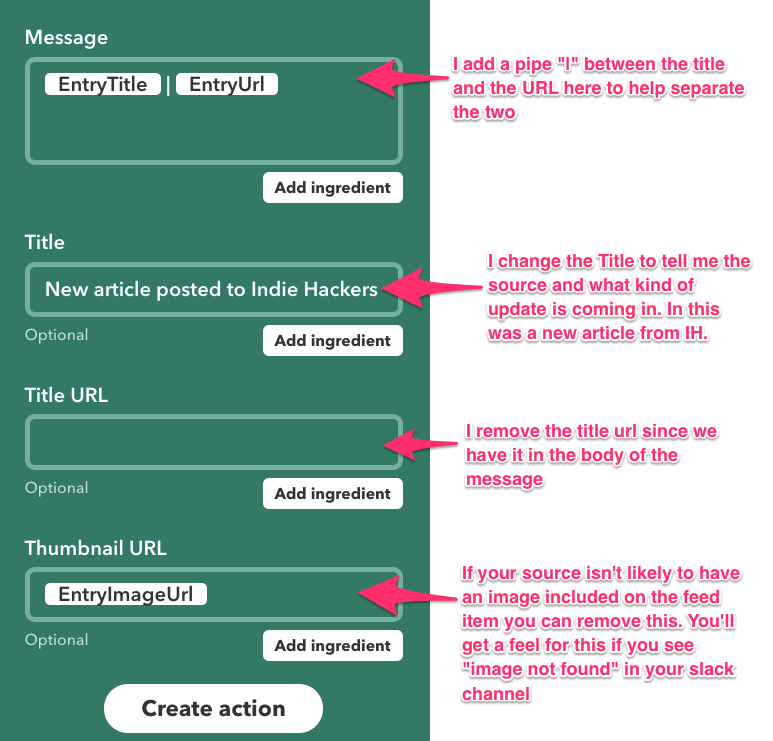 Message
EntryTitle | EntryUrl
I add a pipe "|" between the title
and the URL here to help separate
the two
Add ingredient
Title
New article posted to Indie Hackers
I change the Title to tell me the
source and what kind of
update is coming in. In this
was a new article from IH.
Optional
Add ingredient
Title URL
I remove the title url since we
have it in the body of the
message
Optional
Add ingredient
Thumbnail URL
EntryImageUrl
If your source isn't likely to have
an image included on the feed
item you can remove this. You'll
get a feel for this if you see
"image not found" in your slack
channel
Optional
Add ingredient
Create action